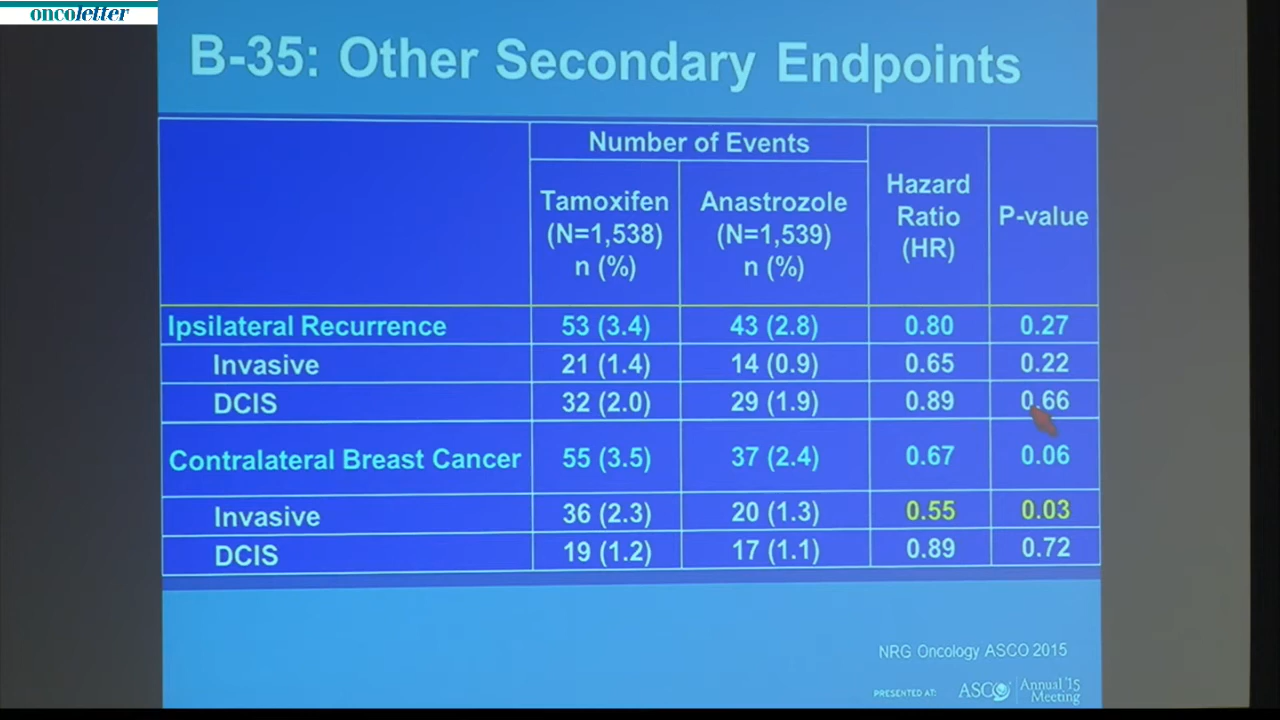 oncoletter
B-35: Other Secondary Endpoints
Number of Events
Tamoxifen (N=1,538) n (%)
Anastrozole (N=1,539) n (%)
Hazard Ratio (HR)
P-value
Ipsilateral Recurrence 53 (3.4) 43 (2.8) 0.80 0.27
Invasive 21 (1.4) 14 (0.9) 0.65 0.22
DCIS 32 (2.0) 29 (1.9) 0.89 0.66
Contralateral Breast Cancer 55 (3.5) 37 (2.4) 0.67 0.06
Invasive 36 (2.3) 20 (1.3) 0.55 0.03
DCIS 19 (1.2) 17 (1.1) 0.89 0.72
NRG Oncology ASCO 2015
PRESENTED AT: ASCO Annual '15 Meeting